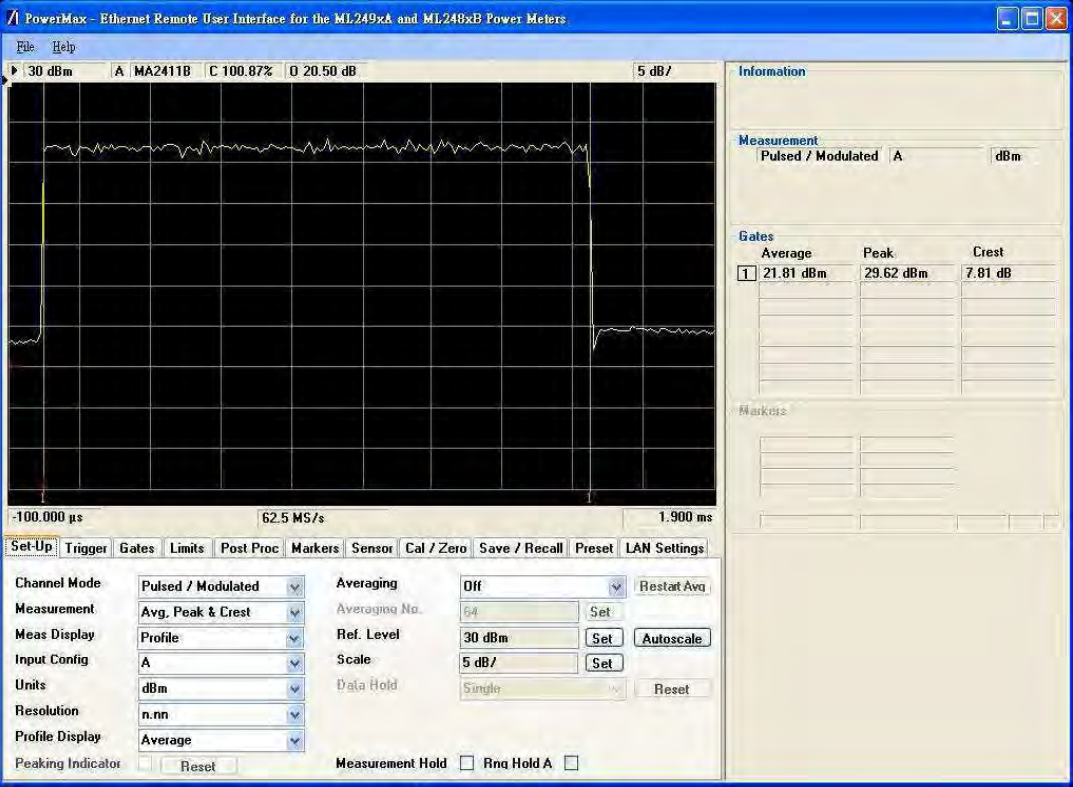 PowerMax - Ethernet Remote User Interface for the ML249xA and ML248xB Power Meters
File Help
30 dBm A MA2411B C 100.87% O 20.50 dB 5 dB/
1 1
-100.000 µs 62.5 MS/s 1.900 ms
Information
Measurement
Pulsed / Modulated A dBm
Gates
Average Peak Crest
1 21.81 dBm 29.62 dBm 7.81 dB
Markers
Set-Up Trigger Gates Limits Post Proc Markers Sensor Cal / Zero Save / Recall Preset LAN Settings
Channel Mode Pulsed / Modulated Averaging Off Restart Avg
Measurement Avg, Peak & Crest Averaging No. 64 Set
Meas Display Profile Ref. Level 30 dBm Set Autoscale
Input Config A Scale 5 dB/ Set
Units dBm Data Hold Single Reset
Resolution n.nn
Profile Display Average
Peaking Indicator Reset Measurement Hold Rng Hold A